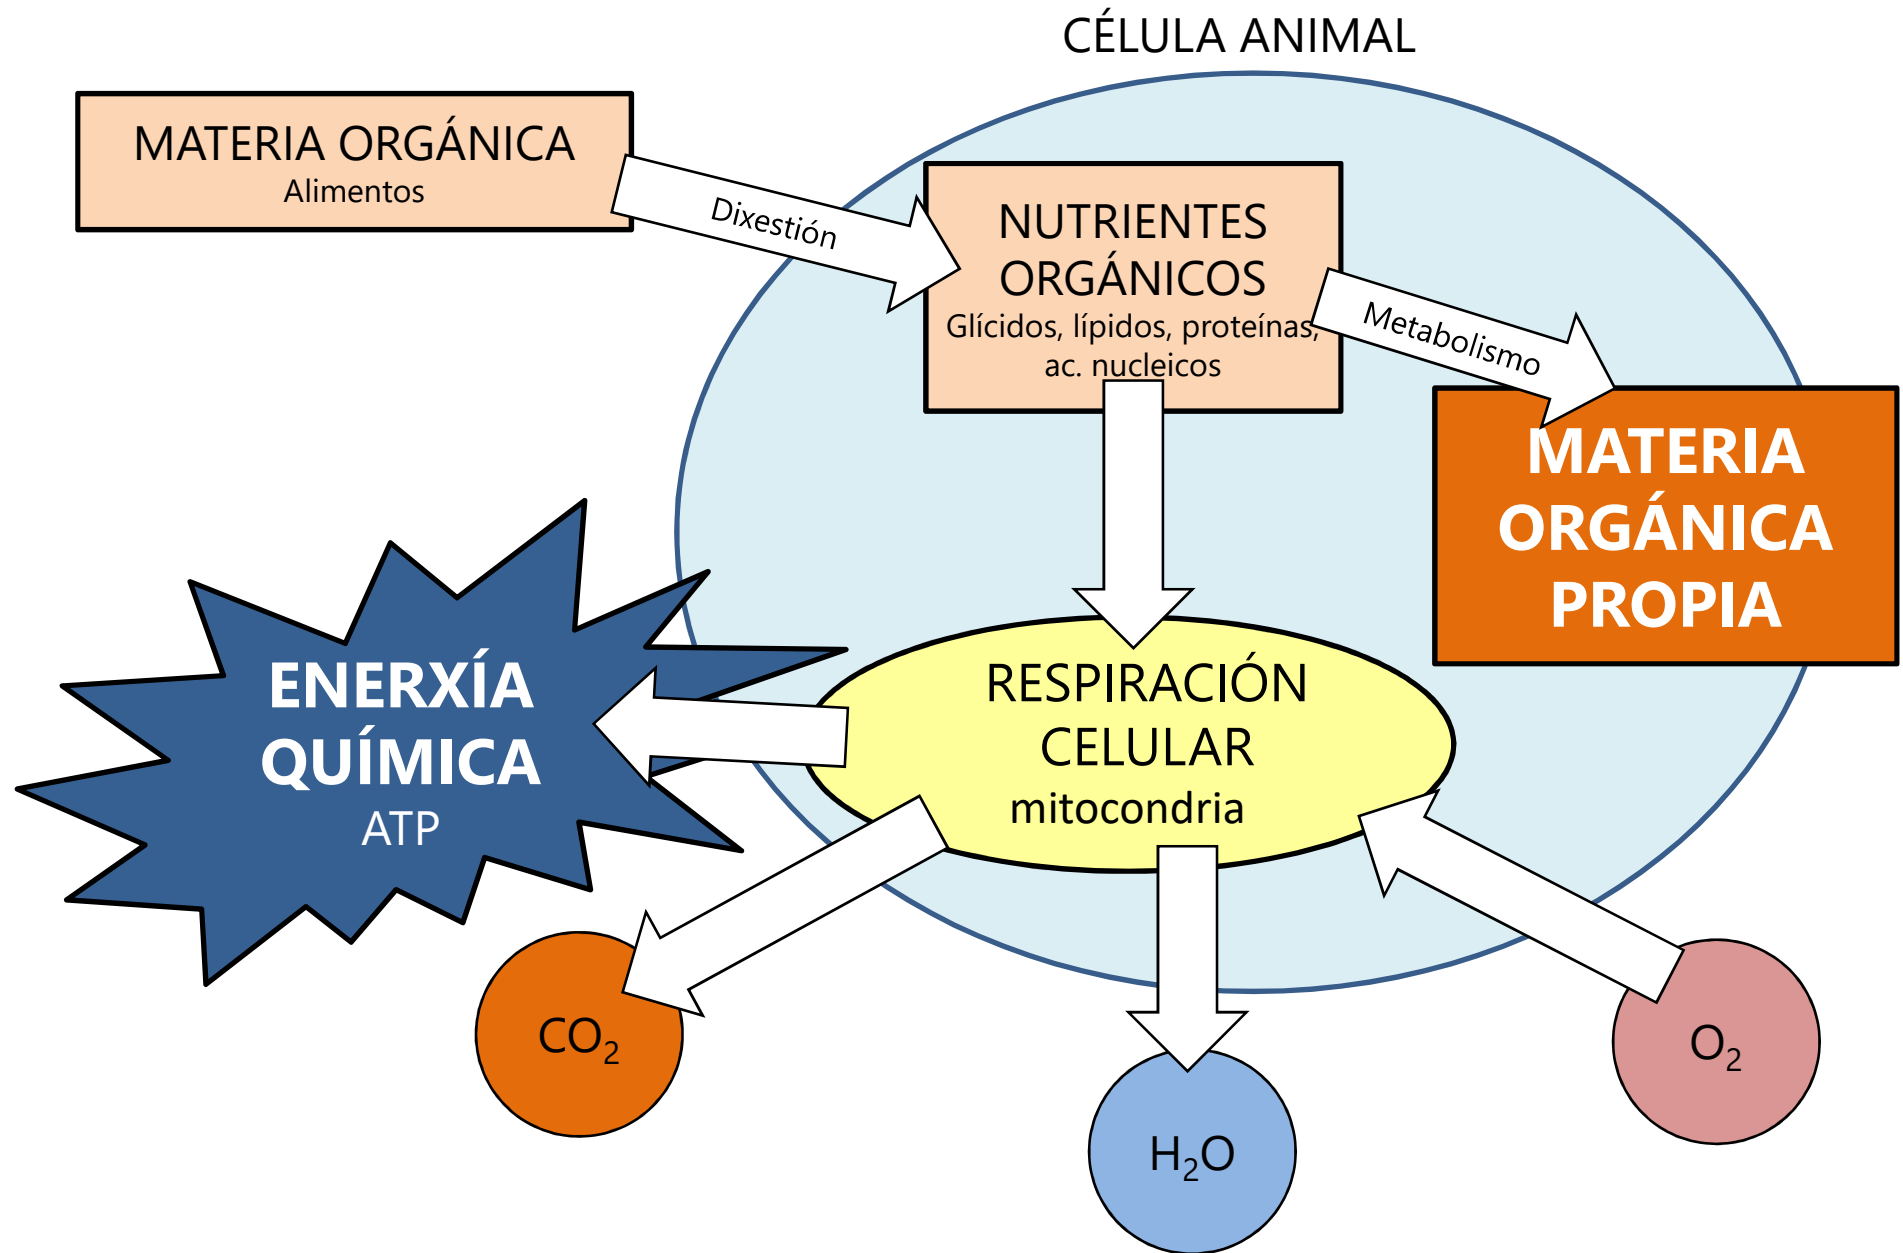 CÉLULA ANIMAL
MATERIA ORGÁNICA
Alimentos
Dixestión
NUTRIENTES
ORGÁNICOS
Glícidos, lípidos, proteínas,
ac. nucleicos
Metabolismo
MATERIA
ORGÁNICA
PROPIA
ENERXÍA
QUÍMICA
ATP
RESPIRACIÓN
CELULAR
mitocondria
CO₂
H₂O
O₂